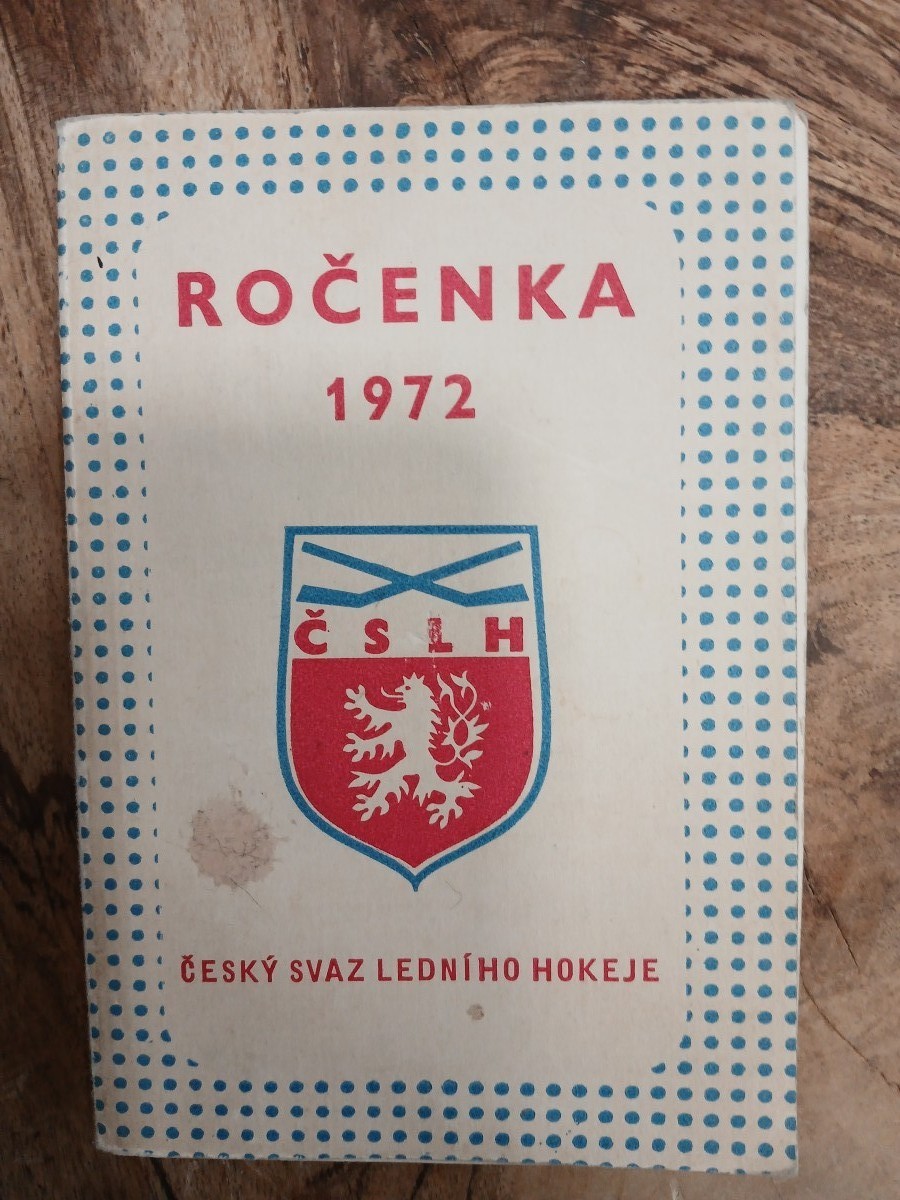 ROČENKA
1972
ČSLH
ČESKÝ SVAZ LEDNÍHO HOKEJE